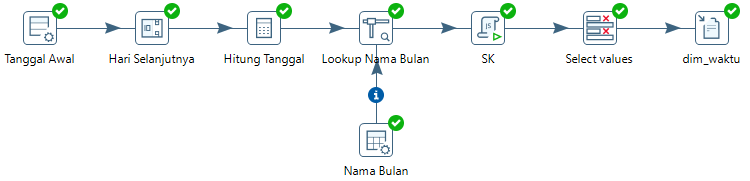 Tanggal Awal
Hari Selanjutnya
Hitung Tanggal
Lookup Nama Bulan
SK
Select values
dim_waktu
Nama Bulan